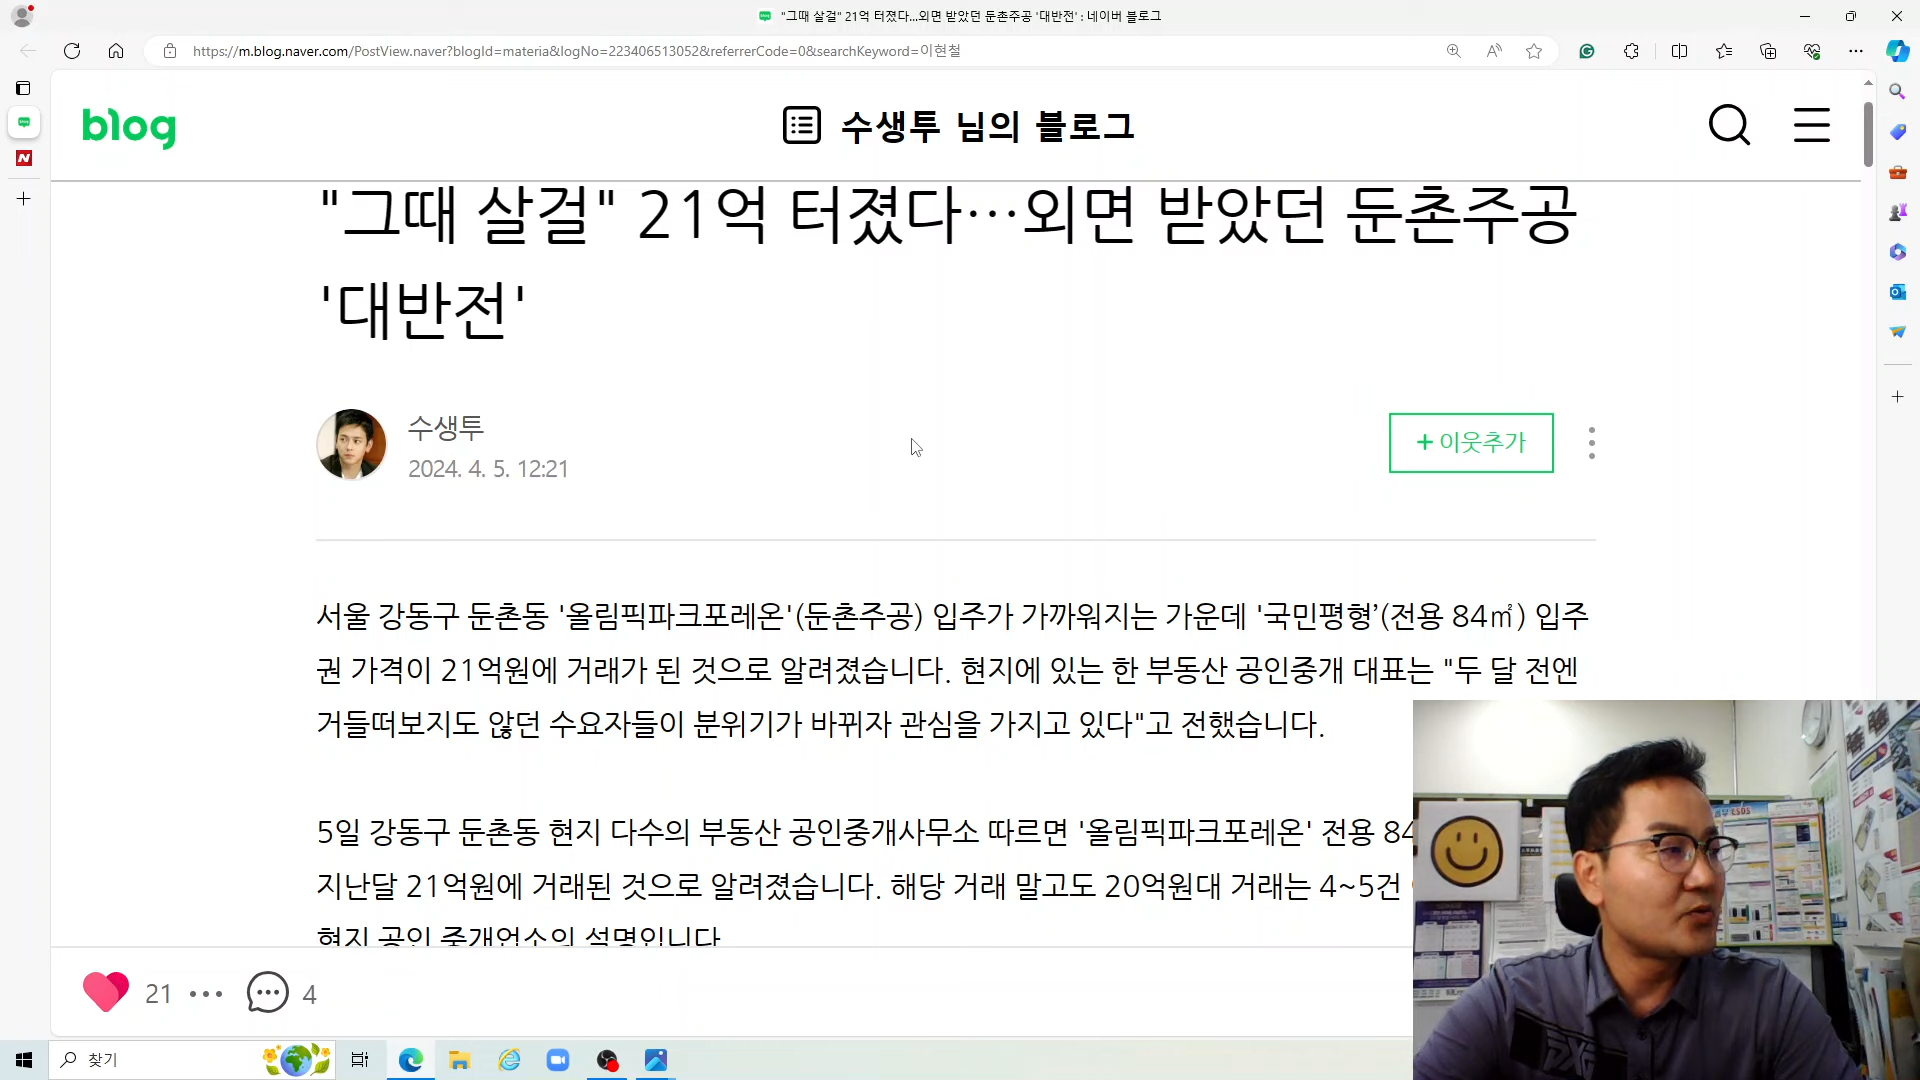 "그때 살걸" 21억 터졌다...외면 받았던 둔촌주공 '대반전' : 네이버 블로그
https://m.blog.naver.com/PostView.naver?blogId=materia&logNo=223406513052&referrerCode=0&searchKeyword=이현철
blog
수생투 님의 블로그
"그때 살걸" 21억 터졌다…외면 받았던 둔촌주공
'대반전'
수생투
2024. 4. 5. 12:21
+ 이웃추가
서울 강동구 둔촌동 '올림픽파크포레온'(둔촌주공) 입주가 가까워지는 가운데 '국민평형’(전용 84㎡) 입주
권 가격이 21억원에 거래가 된 것으로 알려졌습니다. 현지에 있는 한 부동산 공인중개 대표는 "두 달 전엔
거들떠보지도 않던 수요자들이 분위기가 바뀌자 관심을 가지고 있다"고 전했습니다.
5일 강동구 둔촌동 현지 다수의 부동산 공인중개사무소 따르면 '올림픽파크포레온' 전용 84
지난달 21억원에 거래된 것으로 알려졌습니다. 해당 거래 말고도 20억원대 거래는 4~5건
현지 공인 중개업소의 설명입니다
21
4
찾기